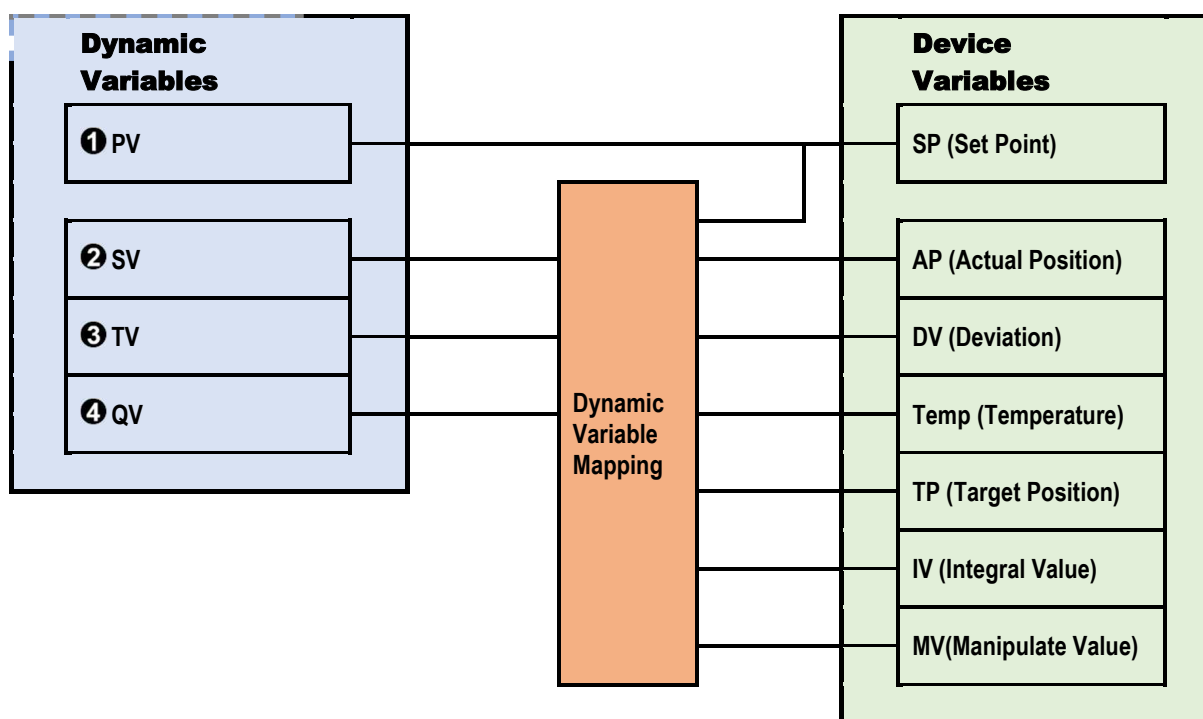 Dynamic
Variables
❶ PV
❷ SV
❸ TV
❹ QV
Dynamic
Variable
Mapping
Device
Variables
SP (Set Point)
AP (Actual Position)
DV (Deviation)
Temp (Temperature)
TP (Target Position)
IV (Integral Value)
MV(Manipulate Value)